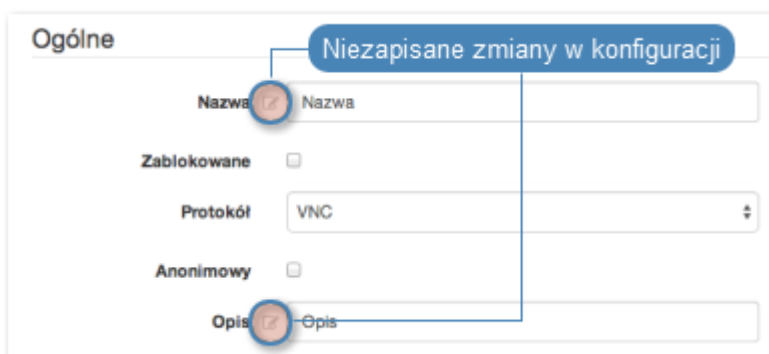 Ogólne
Niezapisane zmiany w konfiguracji
Nazwa Nazwa
Zablokowane
Protokół VNC
Anonimowy
Opis Opis